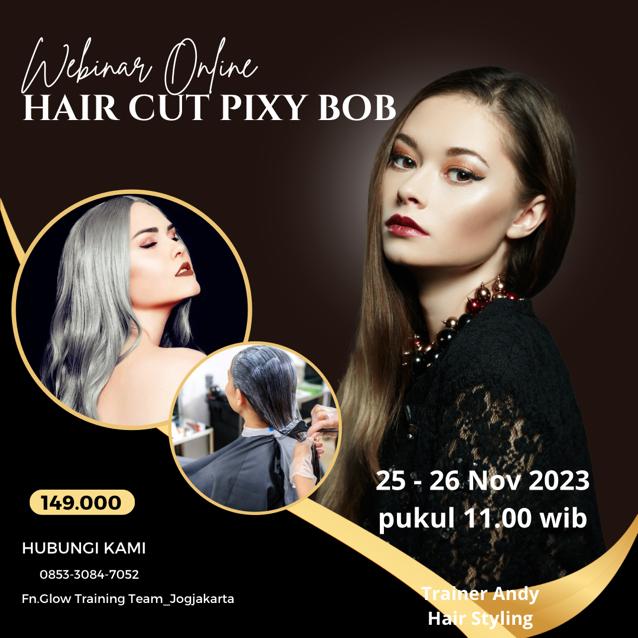 Webinar Online
HAIR CUT PIXY BOB
25 - 26 Nov 2023
pukul 11.00 wib
149.000
HUBUNGI KAMI
0853-3084-7052
Fn.Glow Training Team_Jogjakarta
Trainer Andy
Hair Styling